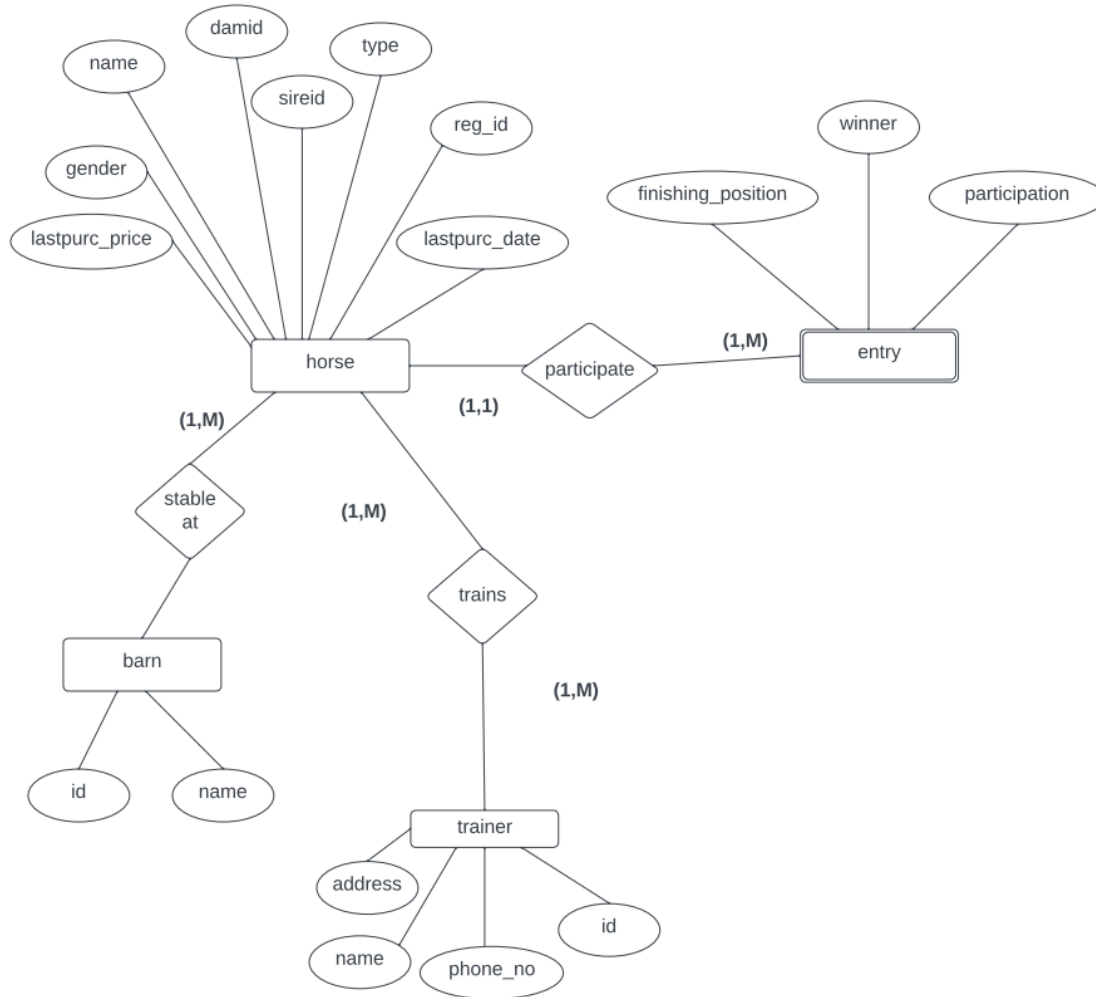 damid
type
name
sireid
reg_id
winner
gender
finishing_position
participation
lastpurc_price
lastpurc_date
horse
participate
(1,M)
entry
(1,1)
(1,M)
stable
at
(1,M)
trains
barn
(1,M)
id
name
trainer
address
id
name
phone_no